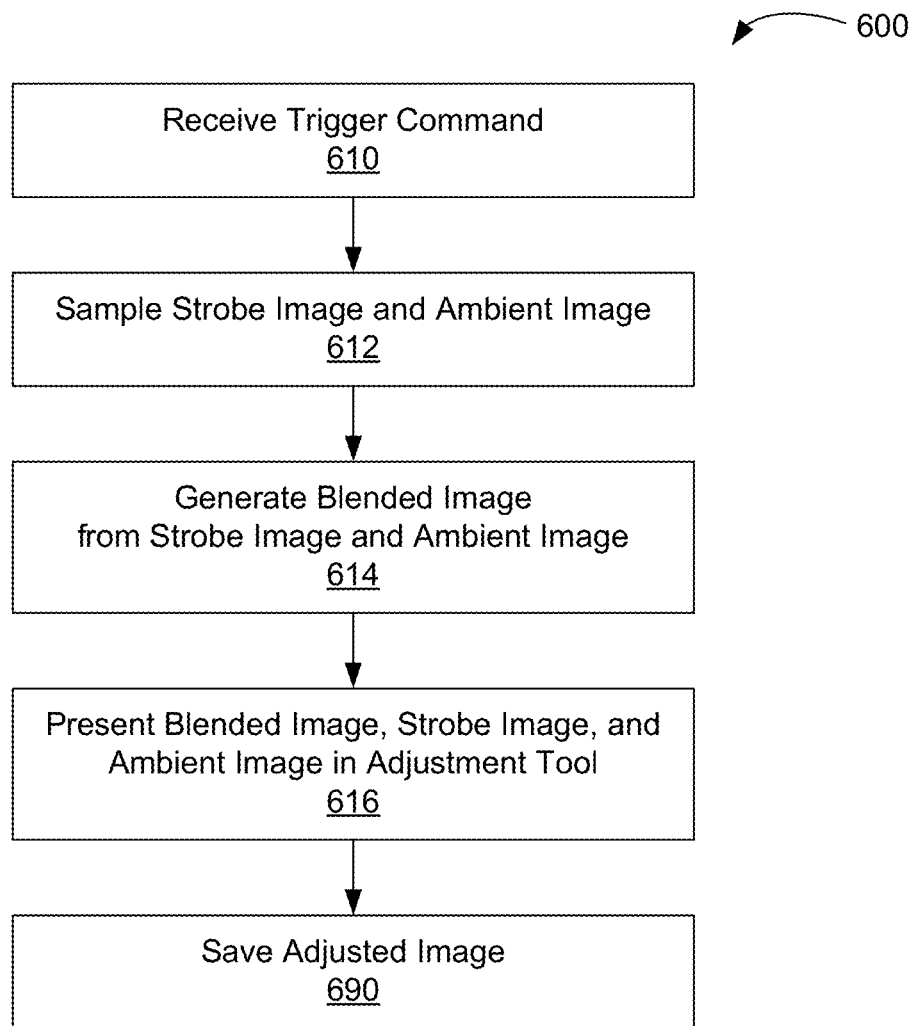 600
Receive Trigger Command
610
Sample Strobe Image and Ambient Image
612
Generate Blended Image
from Strobe Image and Ambient Image
614
Present Blended Image, Strobe Image, and
Ambient Image in Adjustment Tool
616
Save Adjusted Image
690